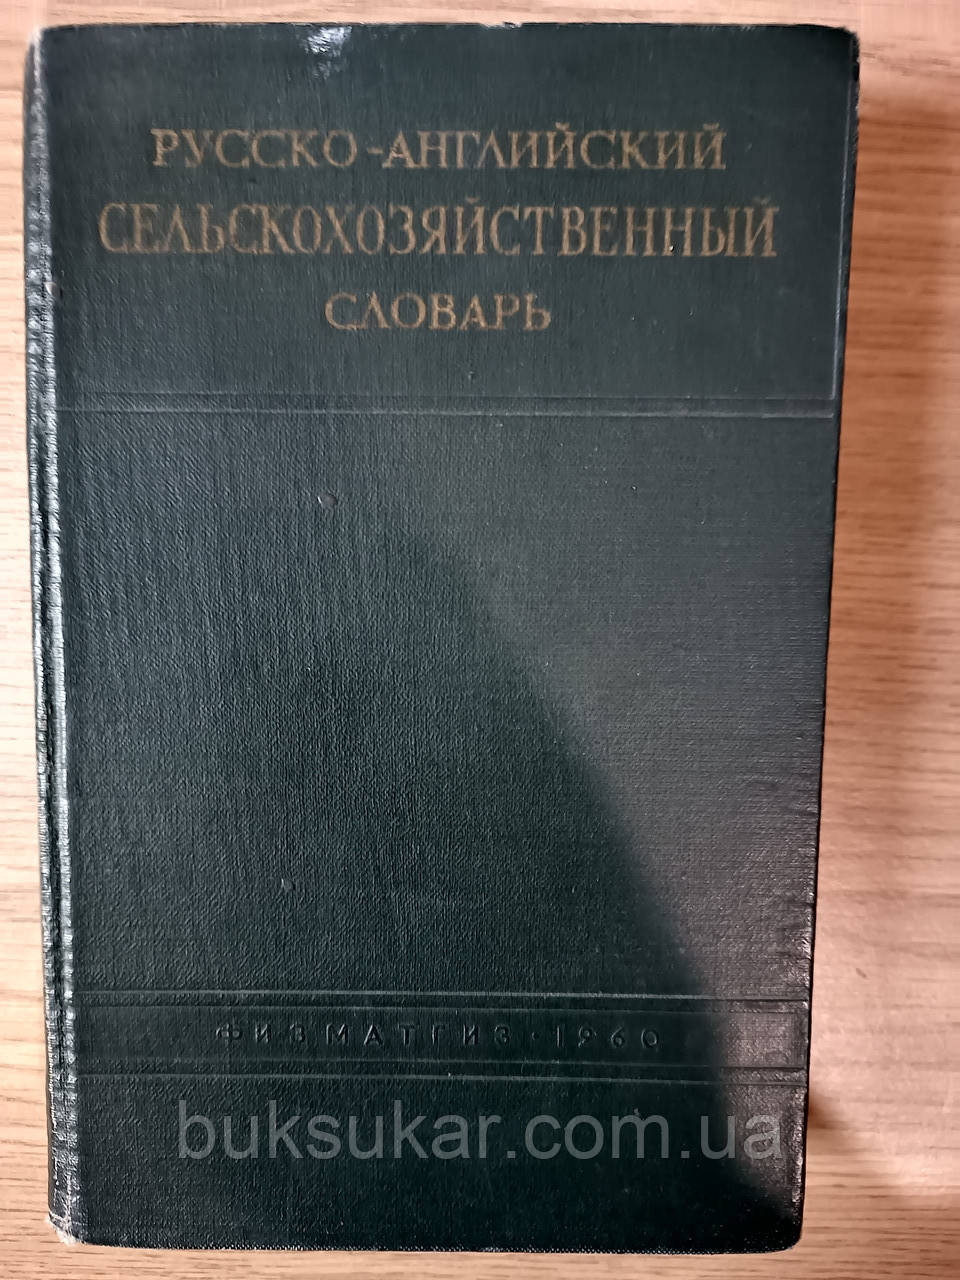 РУССКО-АНГЛИЙСКИЙ
СЕЛЬСКОХОЗЯЙСТВЕННЫЙ
СЛОВАРЬ
ФИЗМАТГИЗ · 1960
buksukar.com.ua